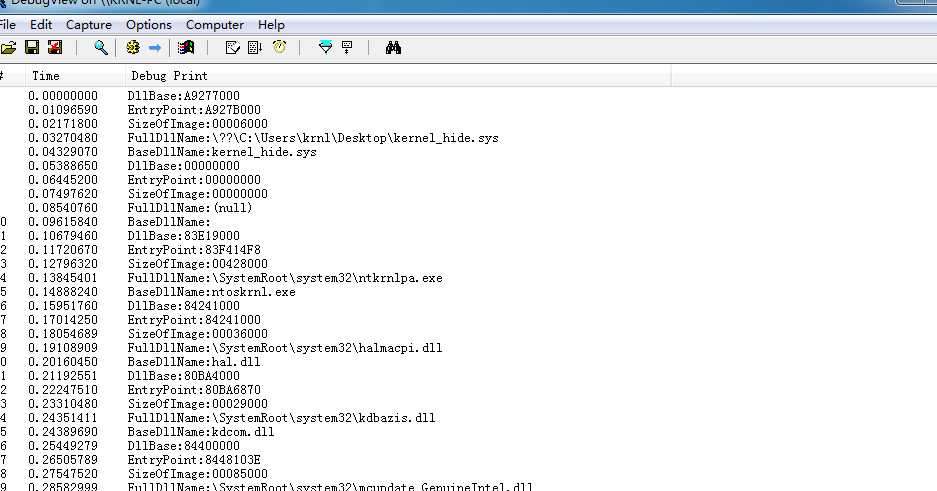 DebugView on \\KRNL-PC (local)
File Edit Capture Options Computer Help
# Time Debug Print
0.00000000 DllBase:A9277000
0.01096590 EntryPoint:A927B000
0.02171800 SizeOfImage:00006000
0.03270480 FullDllName:\??\C:\Users\krnl\Desktop\kernel_hide.sys
0.04329070 BaseDllName:kernel_hide.sys
0.05388650 DllBase:00000000
0.06445200 EntryPoint:00000000
0.07497620 SizeOfImage:00000000
0.08540760 FullDllName:(null)
0 0.09615840 BaseDllName:
1 0.10679460 DllBase:83E19000
2 0.11720670 EntryPoint:83F414F8
3 0.12796320 SizeOfImage:00428000
4 0.13845401 FullDllName:\SystemRoot\system32\ntkrnlpa.exe
5 0.14888240 BaseDllName:ntoskrnl.exe
6 0.15951760 DllBase:84241000
7 0.17014250 EntryPoint:84241000
8 0.18054689 SizeOfImage:00036000
9 0.19108909 FullDllName:\SystemRoot\system32\halmacpi.dll
0 0.20160450 BaseDllName:hal.dll
1 0.21192551 DllBase:80BA4000
2 0.22247510 EntryPoint:80BA6870
3 0.23310480 SizeOfImage:00029000
4 0.24351411 FullDllName:\SystemRoot\system32\kdbazis.dll
5 0.24389690 BaseDllName:kdcom.dll
6 0.25449279 DllBase:84400000
7 0.26505789 EntryPoint:8448103E
8 0.27547520 SizeOfImage:00085000
9 0.28582999 FullDllName:\SystemRoot\system32\mcupdate_GenuineIntel.dll